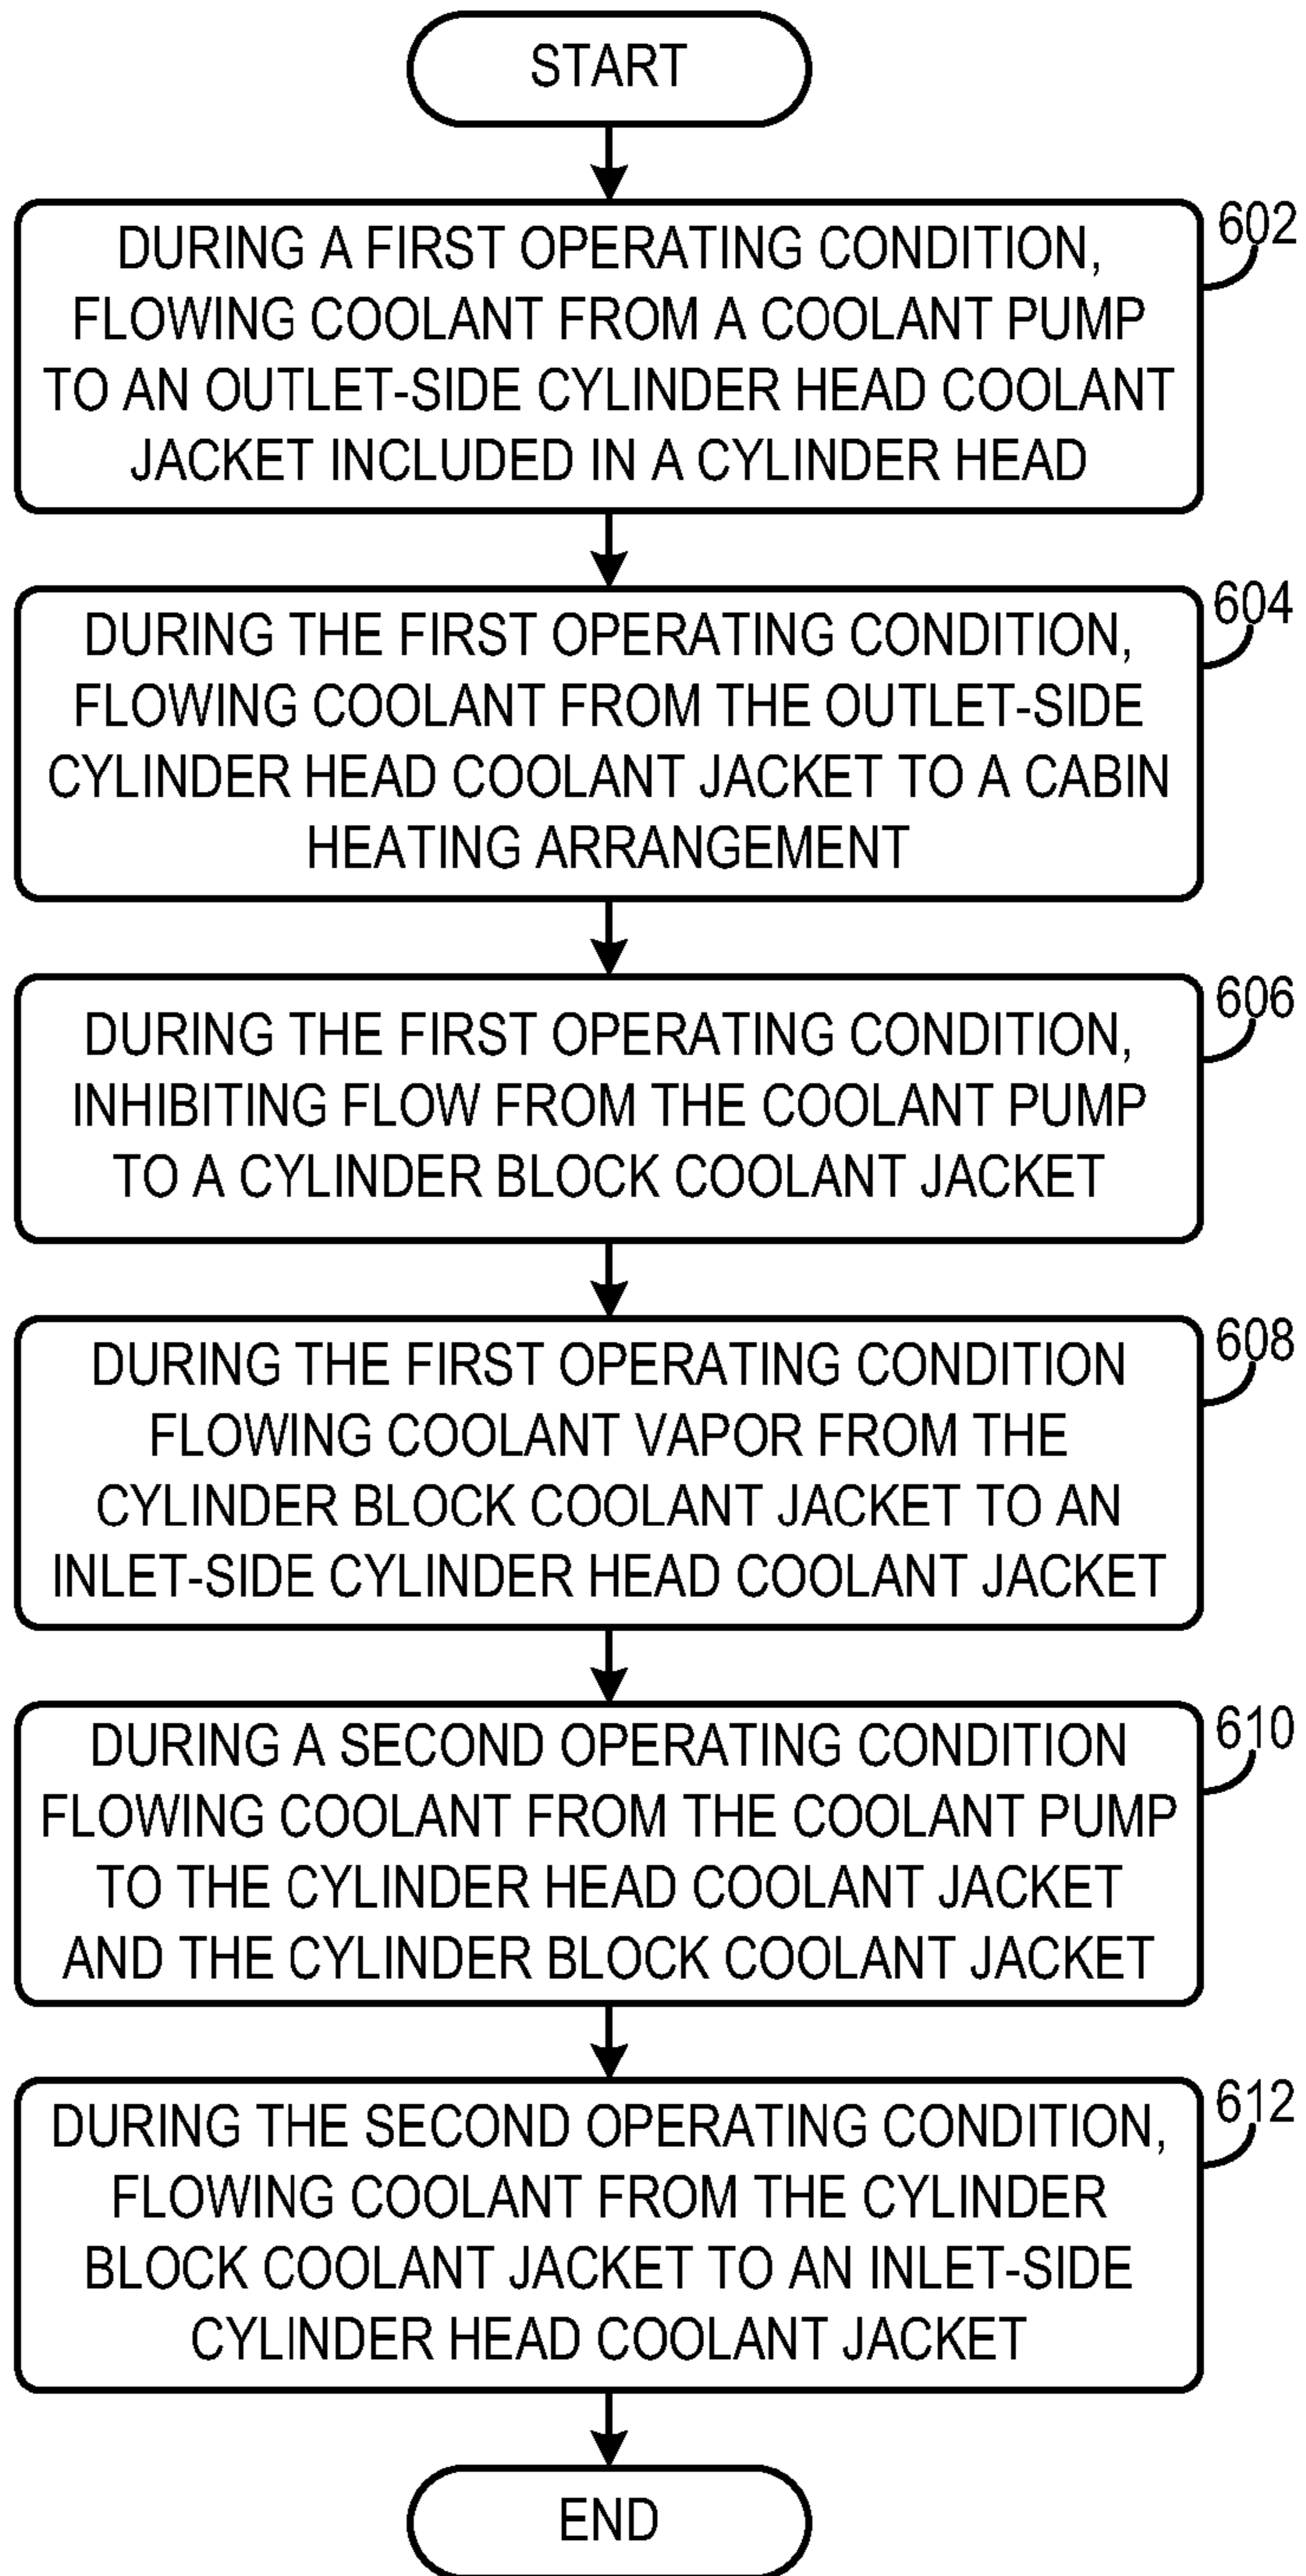 START
DURING A FIRST OPERATING CONDITION,
FLOWING COOLANT FROM A COOLANT PUMP
TO AN OUTLET-SIDE CYLINDER HEAD COOLANT
JACKET INCLUDED IN A CYLINDER HEAD
602
DURING THE FIRST OPERATING CONDITION,
FLOWING COOLANT FROM THE OUTLET-SIDE
CYLINDER HEAD COOLANT JACKET TO A CABIN
HEATING ARRANGEMENT
604
DURING THE FIRST OPERATING CONDITION,
INHIBITING FLOW FROM THE COOLANT PUMP
TO A CYLINDER BLOCK COOLANT JACKET
606
DURING THE FIRST OPERATING CONDITION
FLOWING COOLANT VAPOR FROM THE
CYLINDER BLOCK COOLANT JACKET TO AN
INLET-SIDE CYLINDER HEAD COOLANT JACKET
608
DURING A SECOND OPERATING CONDITION
FLOWING COOLANT FROM THE COOLANT PUMP
TO THE CYLINDER HEAD COOLANT JACKET
AND THE CYLINDER BLOCK COOLANT JACKET
610
DURING THE SECOND OPERATING CONDITION,
FLOWING COOLANT FROM THE CYLINDER
BLOCK COOLANT JACKET TO AN INLET-SIDE
CYLINDER HEAD COOLANT JACKET
612
END